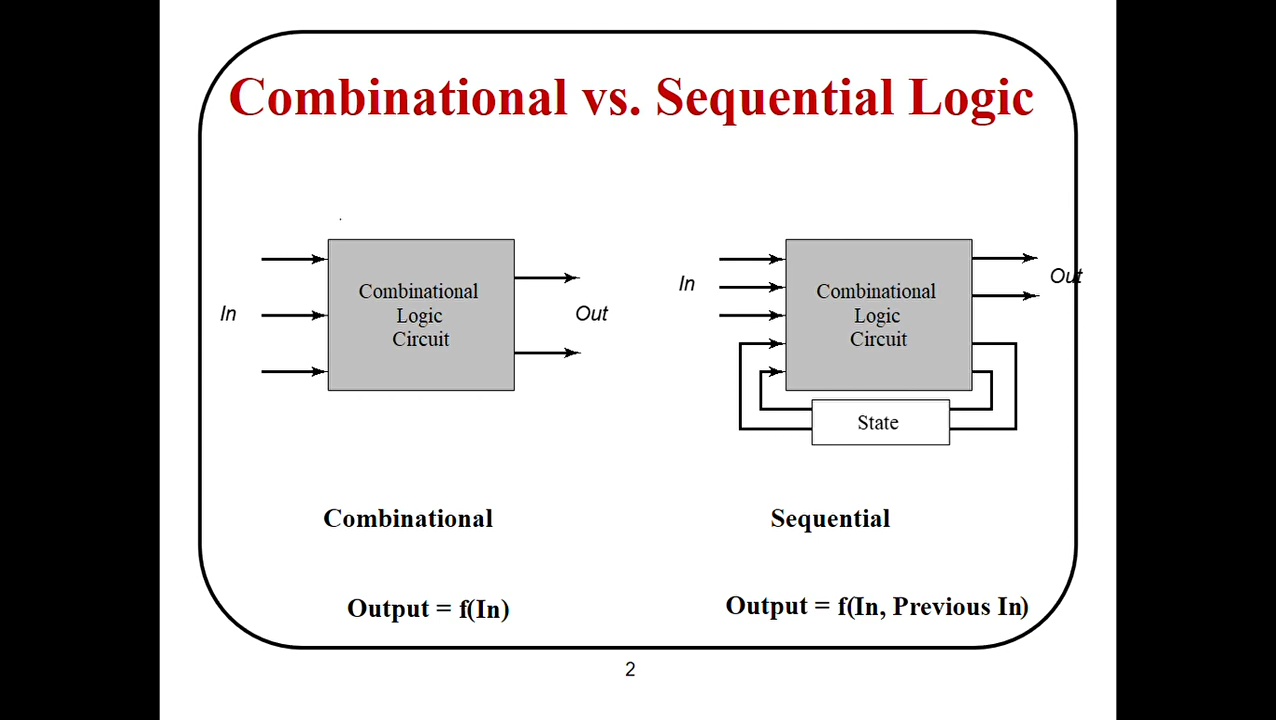 Combinational vs. Sequential Logic
In
Combinational
Logic
Circuit
Out
In
Combinational
Logic
Circuit
Out
State
Combinational
Output = f(In)
Sequential
Output = f(In, Previous In)
2